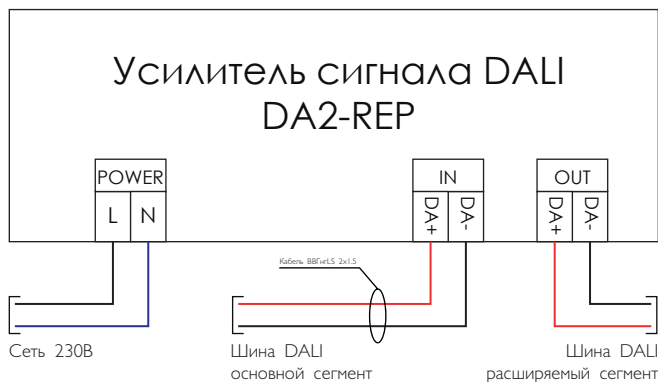 Усилитель сигнала DALI
DA2-REP
POWER
IN
OUT
L
N
DA+
DA-
DA+
DA-
Кабель ВВГнгLS 2x1.5
Сеть 230В
Шина DALI
основной сегмент
Шина DALI
расширяемый сегмент